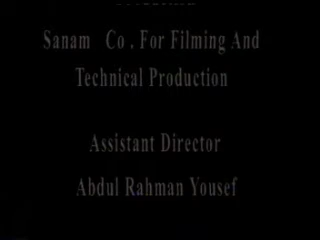 Sanam Co . For Filming And
Technical Production
Assistant Director
Abdul Rahman Yousef